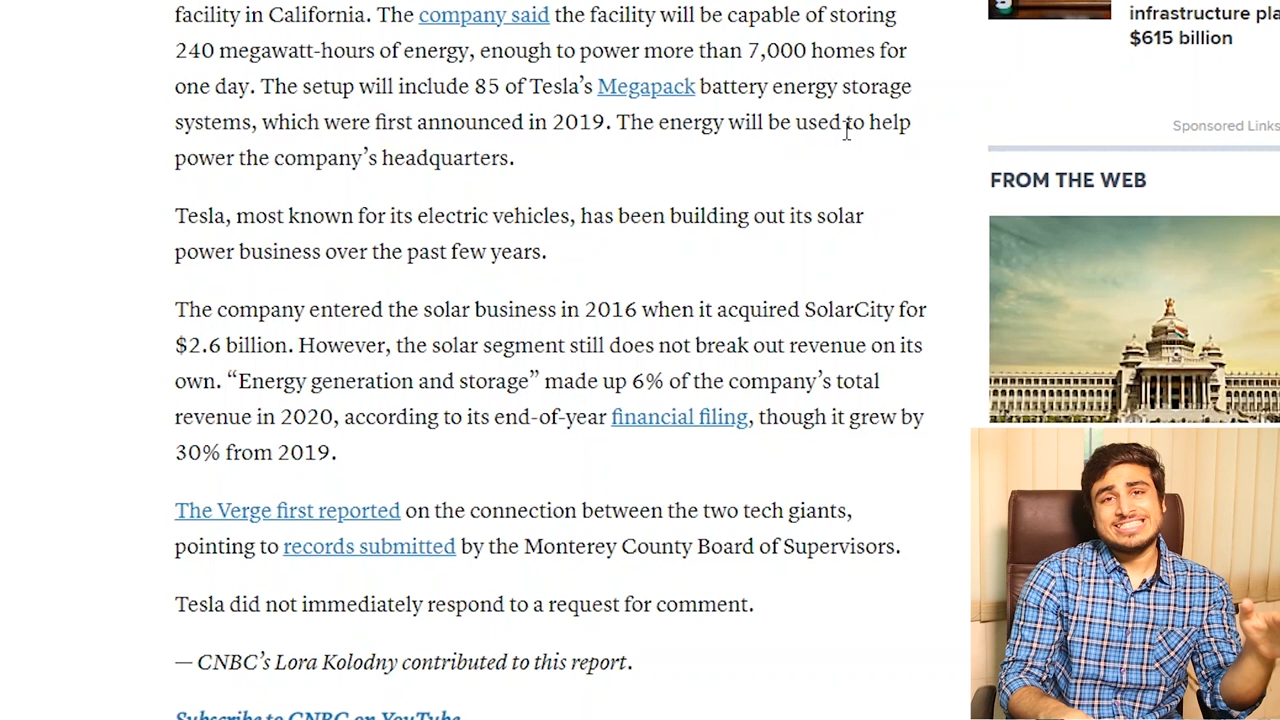 facility in California. The company said the facility will be capable of storing
240 megawatt-hours of energy, enough to power more than 7,000 homes for
one day. The setup will include 85 of Tesla’s Megapack battery energy storage
systems, which were first announced in 2019. The energy will be used to help
power the company’s headquarters.
Tesla, most known for its electric vehicles, has been building out its solar
power business over the past few years.
The company entered the solar business in 2016 when it acquired SolarCity for
$2.6 billion. However, the solar segment still does not break out revenue on its
own. “Energy generation and storage” made up 6% of the company’s total
revenue in 2020, according to its end-of-year financial filing, though it grew by
30% from 2019.
The Verge first reported on the connection between the two tech giants,
pointing to records submitted by the Monterey County Board of Supervisors.
Tesla did not immediately respond to a request for comment.
— CNBC’s Lora Kolodny contributed to this report.
Subscribe to CNBC on YouTube
infrastructure pla
$615 billion
Sponsored Links
FROM THE WEB